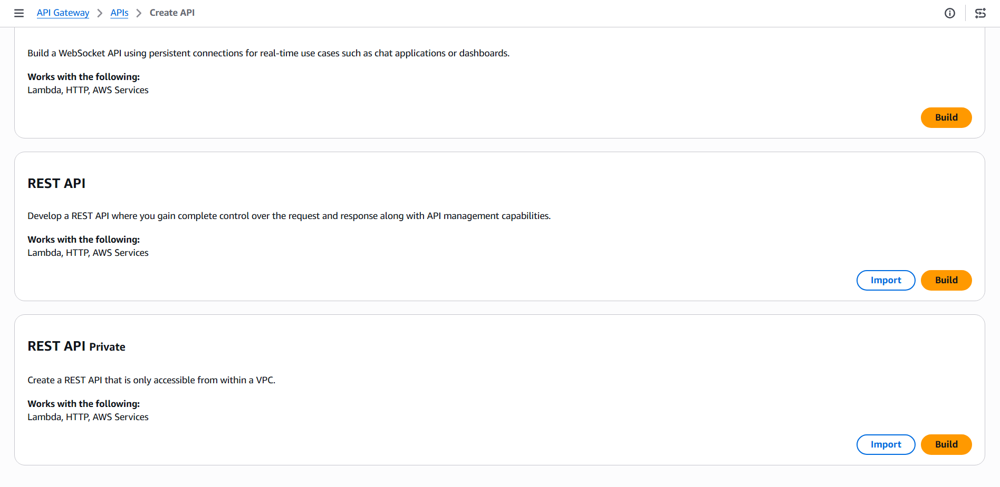 API Gateway > APIs > Create API
Build a WebSocket API using persistent connections for real-time use cases such as chat applications or dashboards.
Works with the following:
Lambda, HTTP, AWS Services
Build
REST API
Develop a REST API where you gain complete control over the request and response along with API management capabilities.
Works with the following:
Lambda, HTTP, AWS Services
Import Build
REST API Private
Create a REST API that is only accessible from within a VPC.
Works with the following:
Lambda, HTTP, AWS Services
Import Build